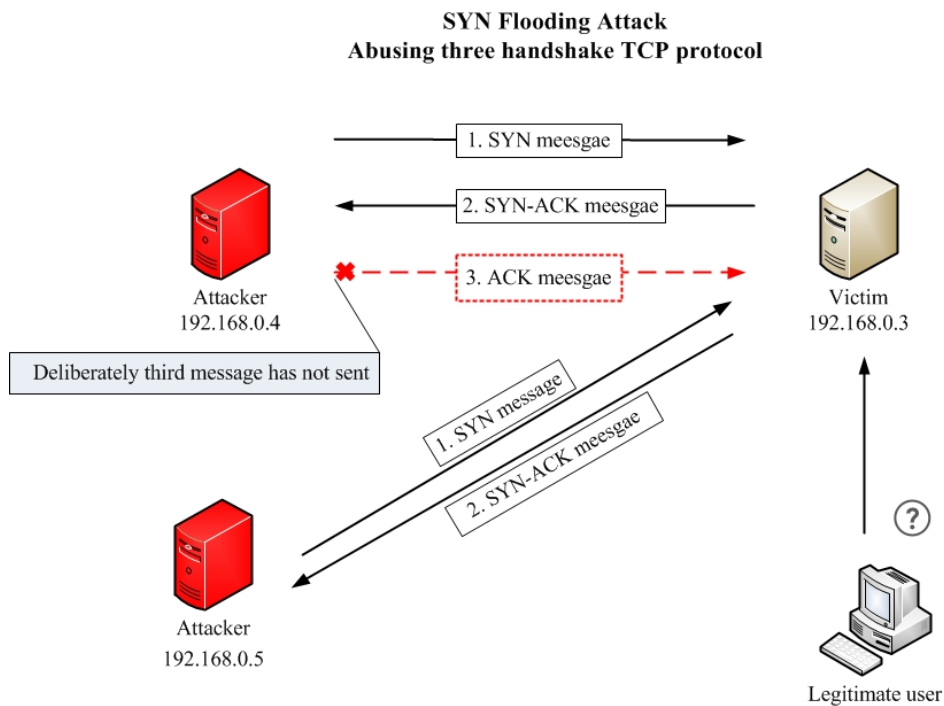 SYN Flooding Attack
Abusing three handshake TCP protocol
1. SYN meesgae
2. SYN-ACK meesgae
3. ACK meesgae
Attacker
192.168.0.4
Victim
192.168.0.3
Deliberately third message has not sent
1. SYN message
2. SYN-ACK meesgae
?
Attacker
192.168.0.5
Legitimate user